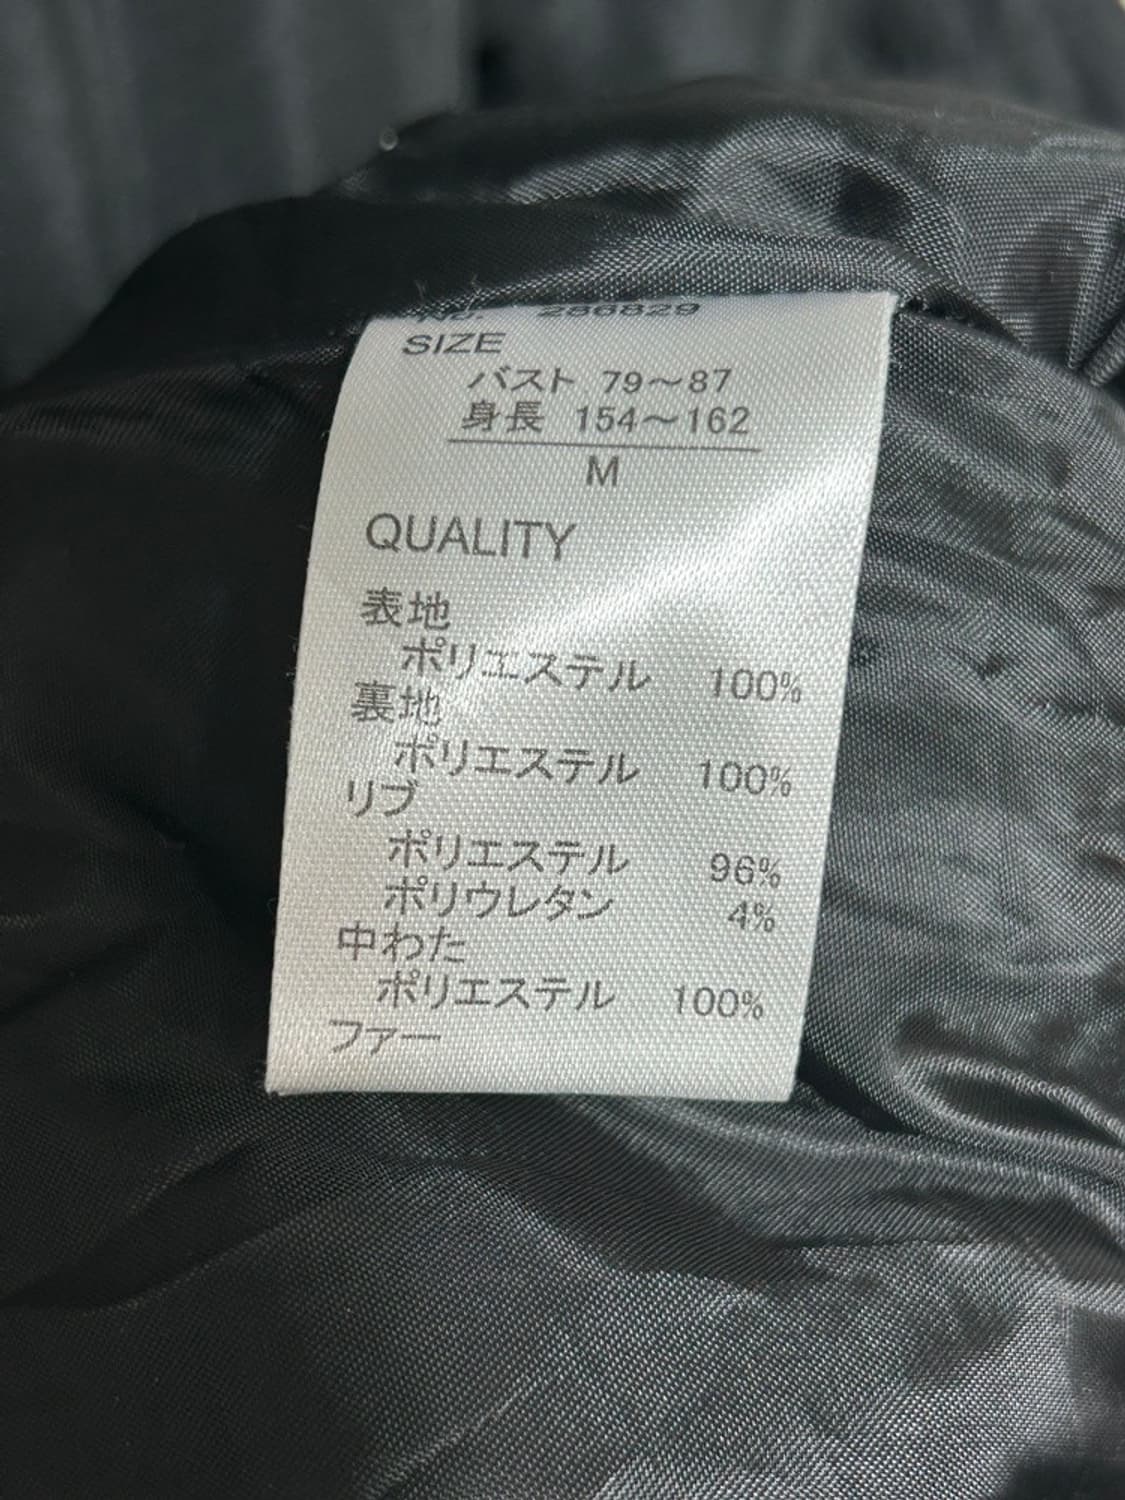 No. 286829
SIZE
バスト 79～87
身長 154～162
M
QUALITY
表地
ポリエステル 100%
裏地
ポリエステル 100%
リブ
ポリエステル 96%
ポリウレタン 4%
中わた
ポリエステル 100%
ファー